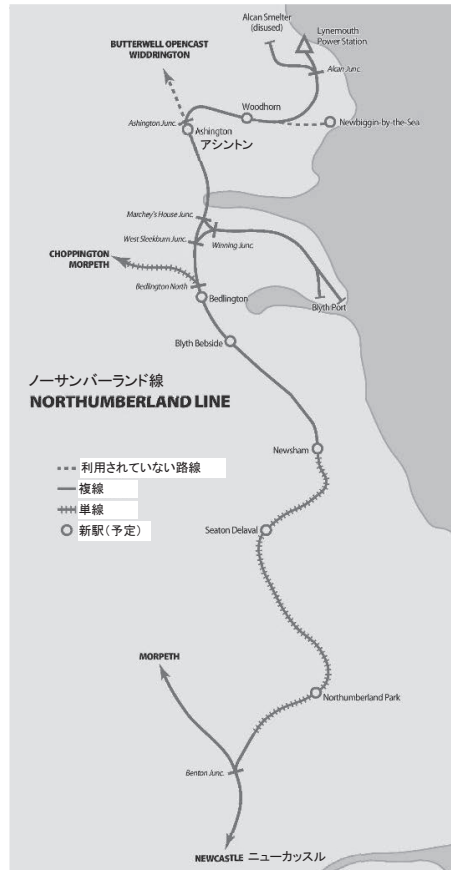 Alcan Smelter
(disused)
Lynemouth
Power Station
BUTTERWELL OPENCAST
WIDDRINGTON
Alcan Junc.
Woodhorn
Ashington Junc.
Newbiggin-by-the-Sea
Ashington
アシントン
Marchey's House Junc.
West Sleekburn Junc.
Winning Junc.
CHOPPINGTON
MORPETH
Bedlington North
Bedlington
Blyth Port
Blyth Bebside
ノーサンバーランド線
NORTHUMBERLAND LINE
Newsham
利用されていない路線
複線
単線
新駅(予定)
Seaton Delaval
MORPETH
Northumberland Park
Benton Junc.
NEWCASTLE ニューカッスル